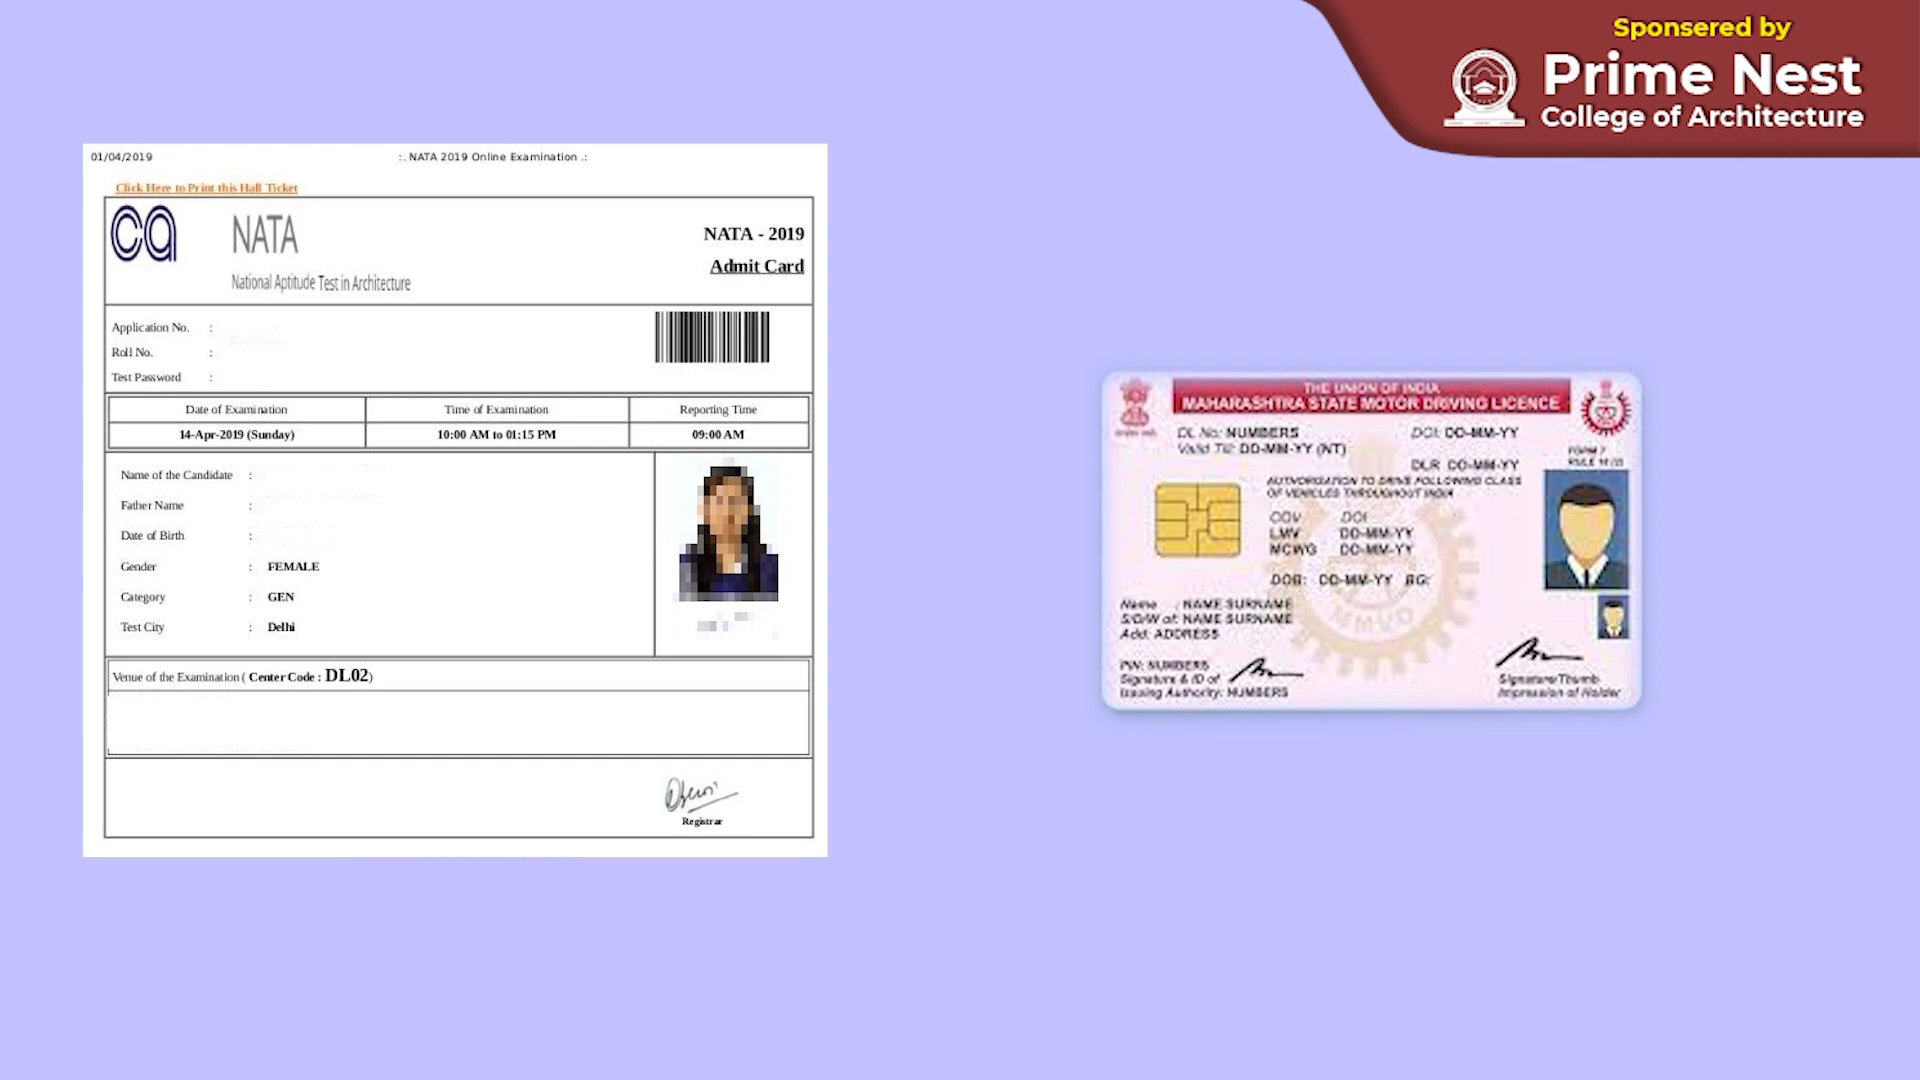 Sponsered by
Prime Nest
College of Architecture
01/04/2019 :. NATA 2019 Online Examination .:
Click Here to Print this Hall Ticket
ca NATA
National Aptitude Test in Architecture
NATA - 2019
Admit Card
Application No. :
Roll No. :
Test Password :
Date of Examination Time of Examination Reporting Time
14-Apr-2019 (Sunday) 10:00 AM to 01:15 PM 09:00 AM
Name of the Candidate :
Father Name :
Date of Birth :
Gender : FEMALE
Category : GEN
Test City : Delhi
Venue of the Examination ( Center Code : DL02)
Registrar
THE UNION OF INDIA
MAHARASHTRA STATE MOTOR DRIVING LICENCE
DL No: NUMBERS DOI: DD-MM-YY
Valid Till: DD-MM-YY (NT)
DLR DD-MM-YY
FORM 7
RULE
AUTHORISATION TO DRIVE FOLLOWING CLASS
OF VEHICLES THROUGHOUT INDIA
COV DOI
LMV DD-MM-YY
MCWG DD-MM-YY
DOB: DD-MM-YY BG:
Name : NAME SURNAME
S/D/W of: NAME SURNAME
Add: ADDRESS
PIN: NUMBERS
Signature & ID of
Issuing Authority: NUMBERS
Signature/Thumb
Impression of Holder